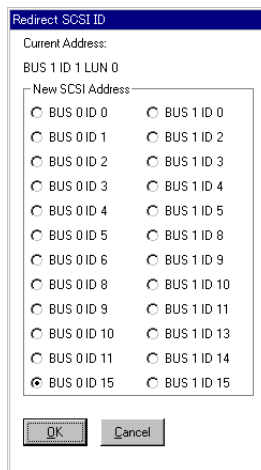 Redirect SCSI ID
Current Address:
BUS 1 ID 1 LUN 0
New SCSI Address
BUS 0 ID 0 BUS 1 ID 0
BUS 0 ID 1 BUS 1 ID 2
BUS 0 ID 2 BUS 1 ID 3
BUS 0 ID 3 BUS 1 ID 4
BUS 0 ID 4 BUS 1 ID 5
BUS 0 ID 5 BUS 1 ID 8
BUS 0 ID 6 BUS 1 ID 9
BUS 0 ID 8 BUS 1 ID 10
BUS 0 ID 9 BUS 1 ID 11
BUS 0 ID 10 BUS 1 ID 13
BUS 0 ID 11 BUS 1 ID 14
BUS 0 ID 15 BUS 1 ID 15
OK Cancel